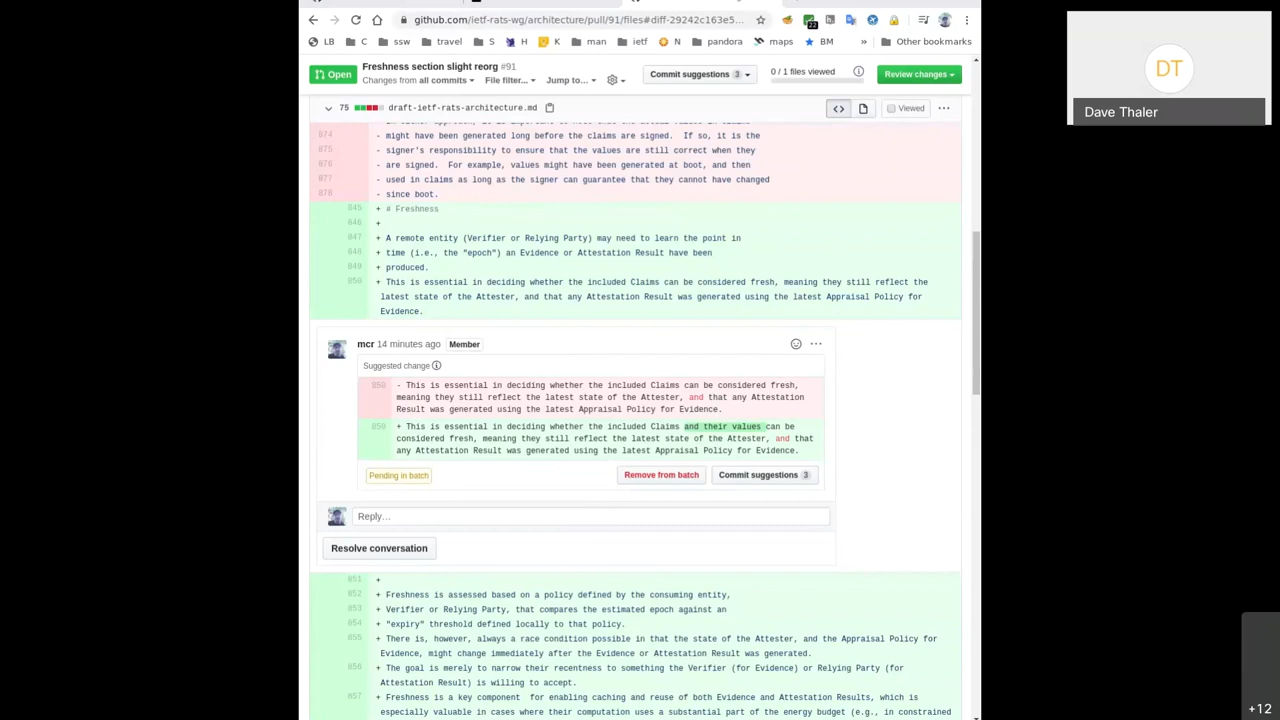 github.com/ietf-rats-wg/architecture/pull/91/files#diff-29242c163e5...
22
LB C ssw travel S H K man ietf N pandora maps BM » Other bookmarks
Open
Freshness section slight reorg #91
Changes from all commits File filter... Jump to...
Commit suggestions 3
0 / 1 files viewed
Review changes
75 draft-ietf-rats-architecture.md
Viewed
874 - might have been generated long before the claims are signed. If so, it is the
875 - signer's responsibility to ensure that the values are still correct when they
876 - are signed. For example, values might have been generated at boot, and then
877 - used in claims as long as the signer can guarantee that they cannot have changed
878 - since boot.
845 + # Freshness
846 +
847 + A remote entity (Verifier or Relying Party) may need to learn the point in
848 + time (i.e., the "epoch") an Evidence or Attestation Result have been
849 + produced.
850 + This is essential in deciding whether the included Claims can be considered fresh, meaning they still reflect the
latest state of the Attester, and that any Attestation Result was generated using the latest Appraisal Policy for
Evidence.
mcr 14 minutes ago Member
Suggested change
850 - This is essential in deciding whether the included Claims can be considered fresh,
meaning they still reflect the latest state of the Attester, and that any Attestation
Result was generated using the latest Appraisal Policy for Evidence.
850 + This is essential in deciding whether the included Claims and their values can be
considered fresh, meaning they still reflect the latest state of the Attester, and that
any Attestation Result was generated using the latest Appraisal Policy for Evidence.
Pending in batch
Remove from batch
Commit suggestions 3
Reply...
Resolve conversation
851 +
852 + Freshness is assessed based on a policy defined by the consuming entity,
853 + Verifier or Relying Party, that compares the estimated epoch against an
854 + "expiry" threshold defined locally to that policy.
855 + There is, however, always a race condition possible in that the state of the Attester, and the Appraisal Policy for
Evidence, might change immediately after the Evidence or Attestation Result was generated.
856 + The goal is merely to narrow their recentness to something the Verifier (for Evidence) or Relying Party (for
Attestation Result) is willing to accept.
857 + Freshness is a key component for enabling caching and reuse of both Evidence and Attestation Results, which is
especially valuable in cases where their computation uses a substantial part of the energy budget (e.g., in constrained
DT
Dave Thaler
+12